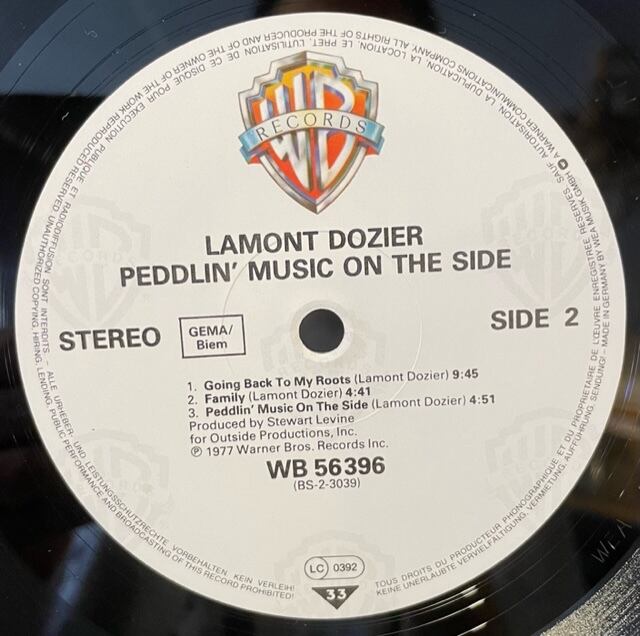 WB
RECORDS
LAMONT DOZIER
PEDDLIN' MUSIC ON THE SIDE
STEREO
GEMA/
Biem
SIDE 2
1. Going Back To My Roots (Lamont Dozier) 9:45
2. Family (Lamont Dozier) 4:41
3. Peddlin' Music On The Side (Lamont Dozier) 4:51
Produced by Stewart Levine
for Outside Productions, Inc.
℗ 1977 Warner Bros. Records Inc.
WB 56396
(BS-2-3039)
LC 0392
33
ALLE URHEBER- UND LEISTUNGSSCHUTZRECHTE VORBEHALTEN. KEIN VERLEIH! KEINE UNERLAUBTE VERVIELFÄLTIGUNG, VERMIETUNG, AUFFÜHRUNG, SENDUNG! - MADE IN GERMANY BY WEA MUSIK GMBH A WARNER COMMUNICATIONS COMPANY. ALL RIGHTS OF THE PRODUCER AND OF THE OWNER OF THE WORK REPRODUCED RESERVED UNAUTHORIZED COPYING, HIRING, LENDING, PUBLIC PERFORMANCE AND BROADCASTING OF THIS RECORD PROHIBITED!
TOUS DROITS DU PRODUCTEUR PHONOGRAPHIQUE ET DU PROPRIETAIRE DE L'ŒUVRE ENREGISTREE RESERVES SAUF AUTORISATION, LA DUPLICATION, LA LOCATION, LE PRET, L'UTILISATION DE CE DISQUE POUR EXECUTION PUBLIQUE ET RADIODIFFUSION SONT INTERDITS -